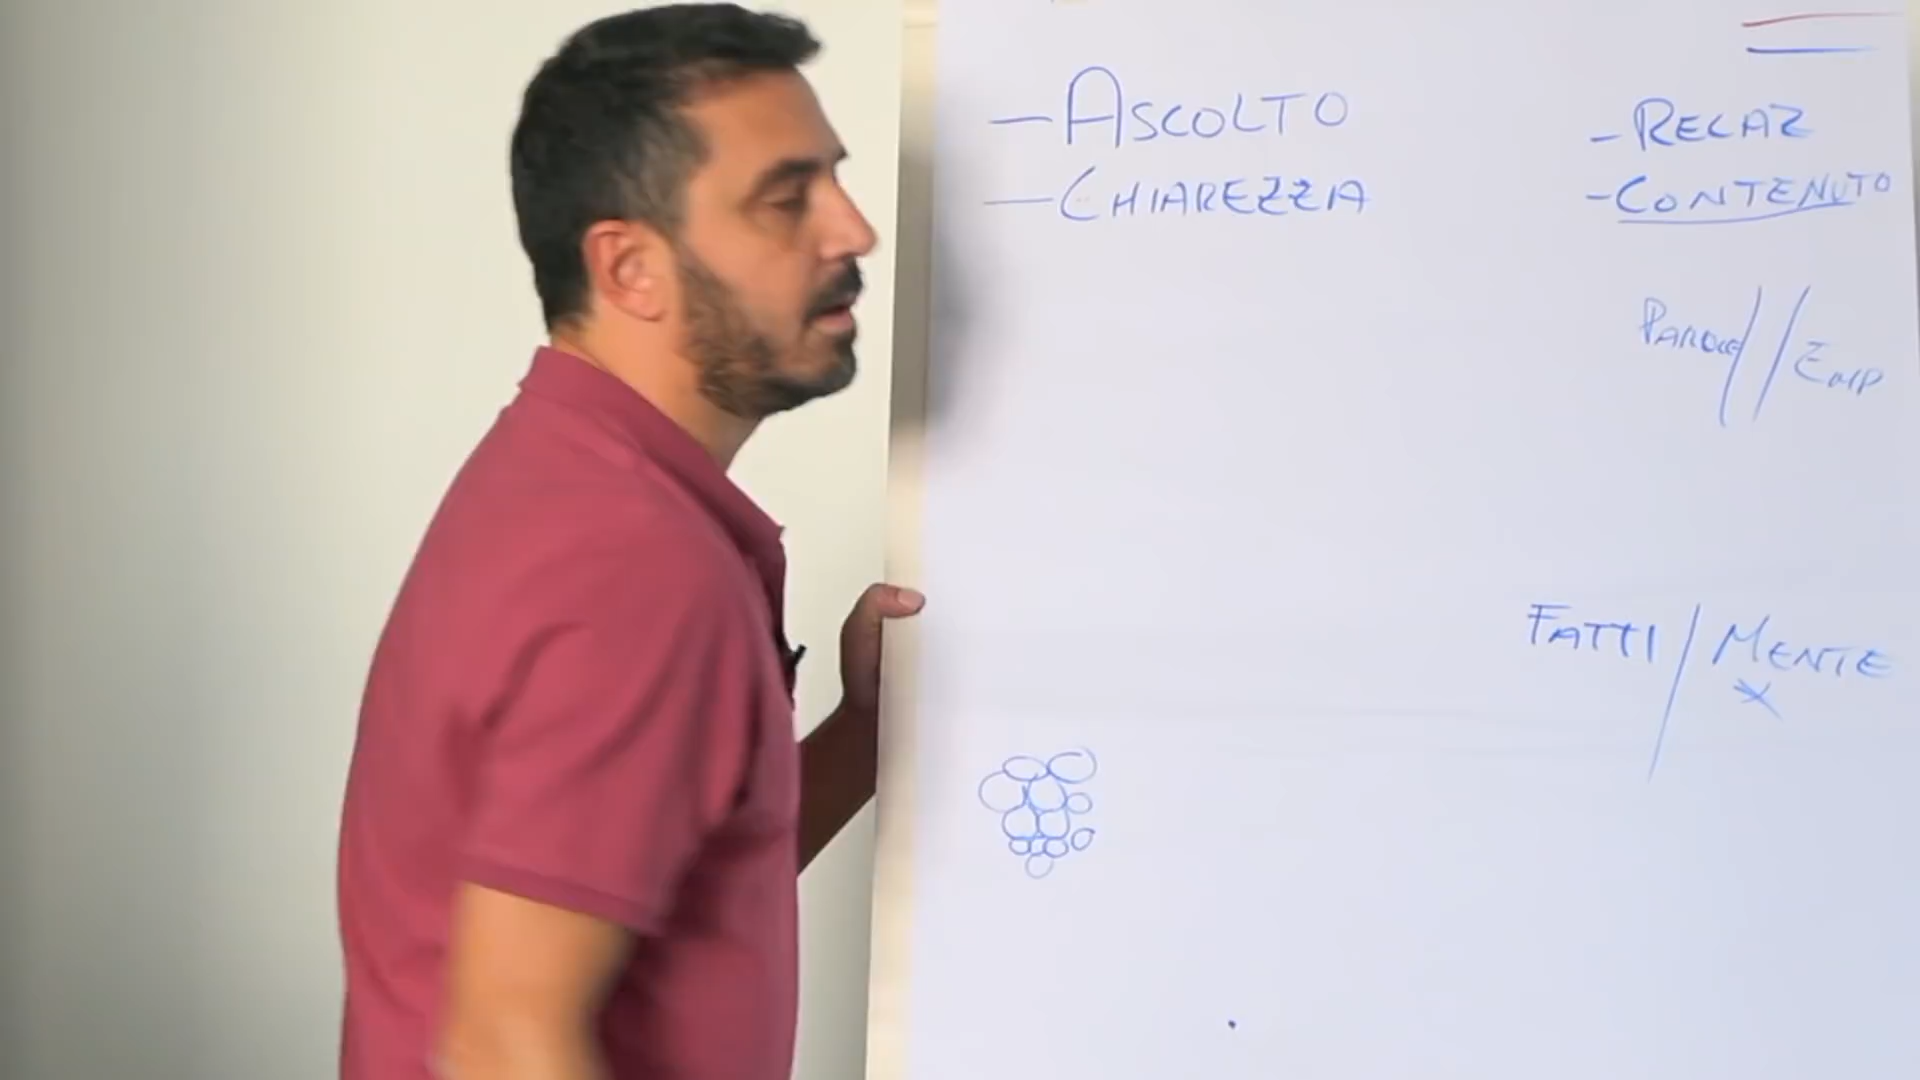 — ASCOLTO
— CHIAREZZA
- RELAZ
- CONTENUTO
PAROLE // EMP
FATTI / MENTE